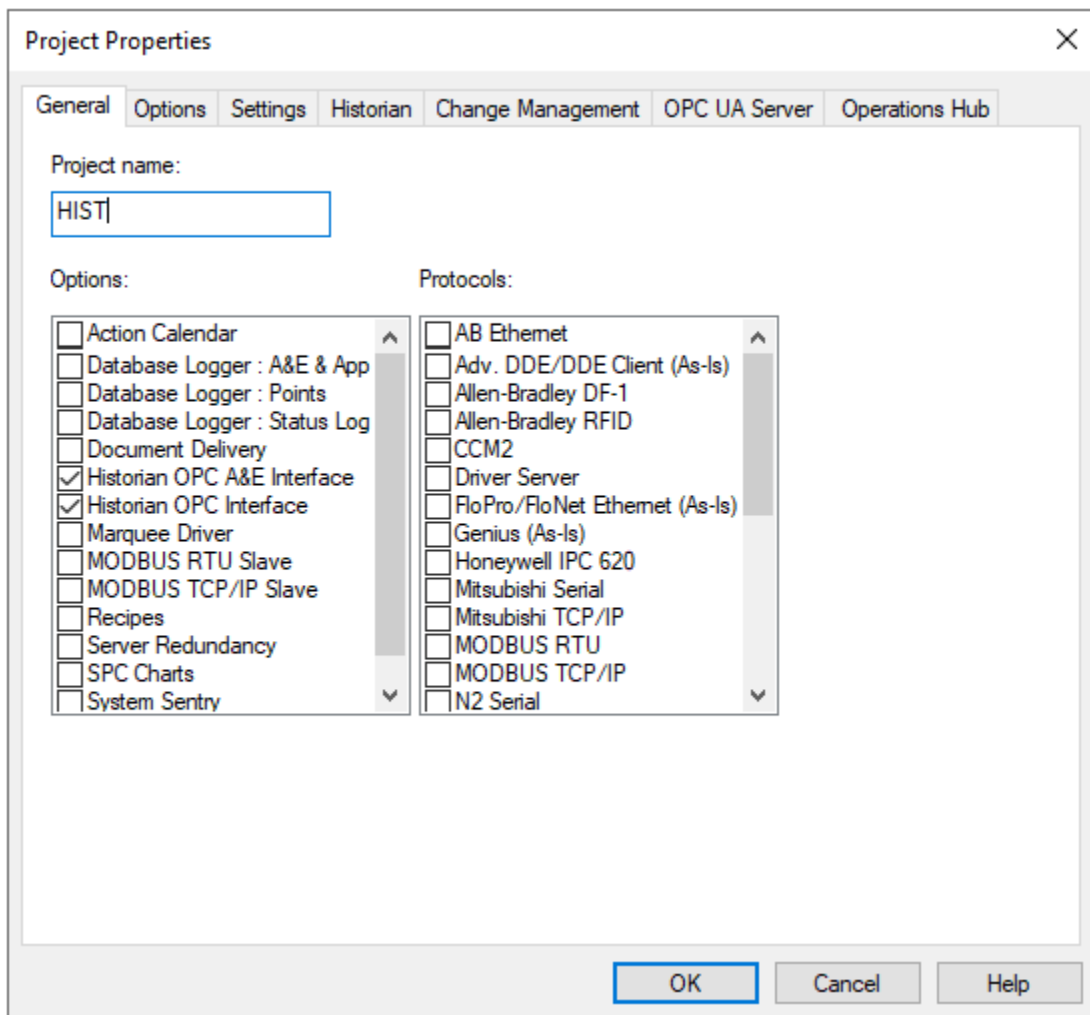 Project Properties
General Options Settings Historian Change Management OPC UA Server Operations Hub
Project name:
HIST
Options:
Action Calendar
Database Logger : A&E & App
Database Logger : Points
Database Logger : Status Log
Document Delivery
Historian OPC A&E Interface
Historian OPC Interface
Marquee Driver
MODBUS RTU Slave
MODBUS TCP/IP Slave
Recipes
Server Redundancy
SPC Charts
System Sentry
Protocols:
AB Ethernet
Adv. DDE/DDE Client (As-Is)
Allen-Bradley DF-1
Allen-Bradley RFID
CCM2
Driver Server
FloPro/FloNet Ethernet (As-Is)
Genius (As-Is)
Honeywell IPC 620
Mitsubishi Serial
Mitsubishi TCP/IP
MODBUS RTU
MODBUS TCP/IP
N2 Serial
OK Cancel Help